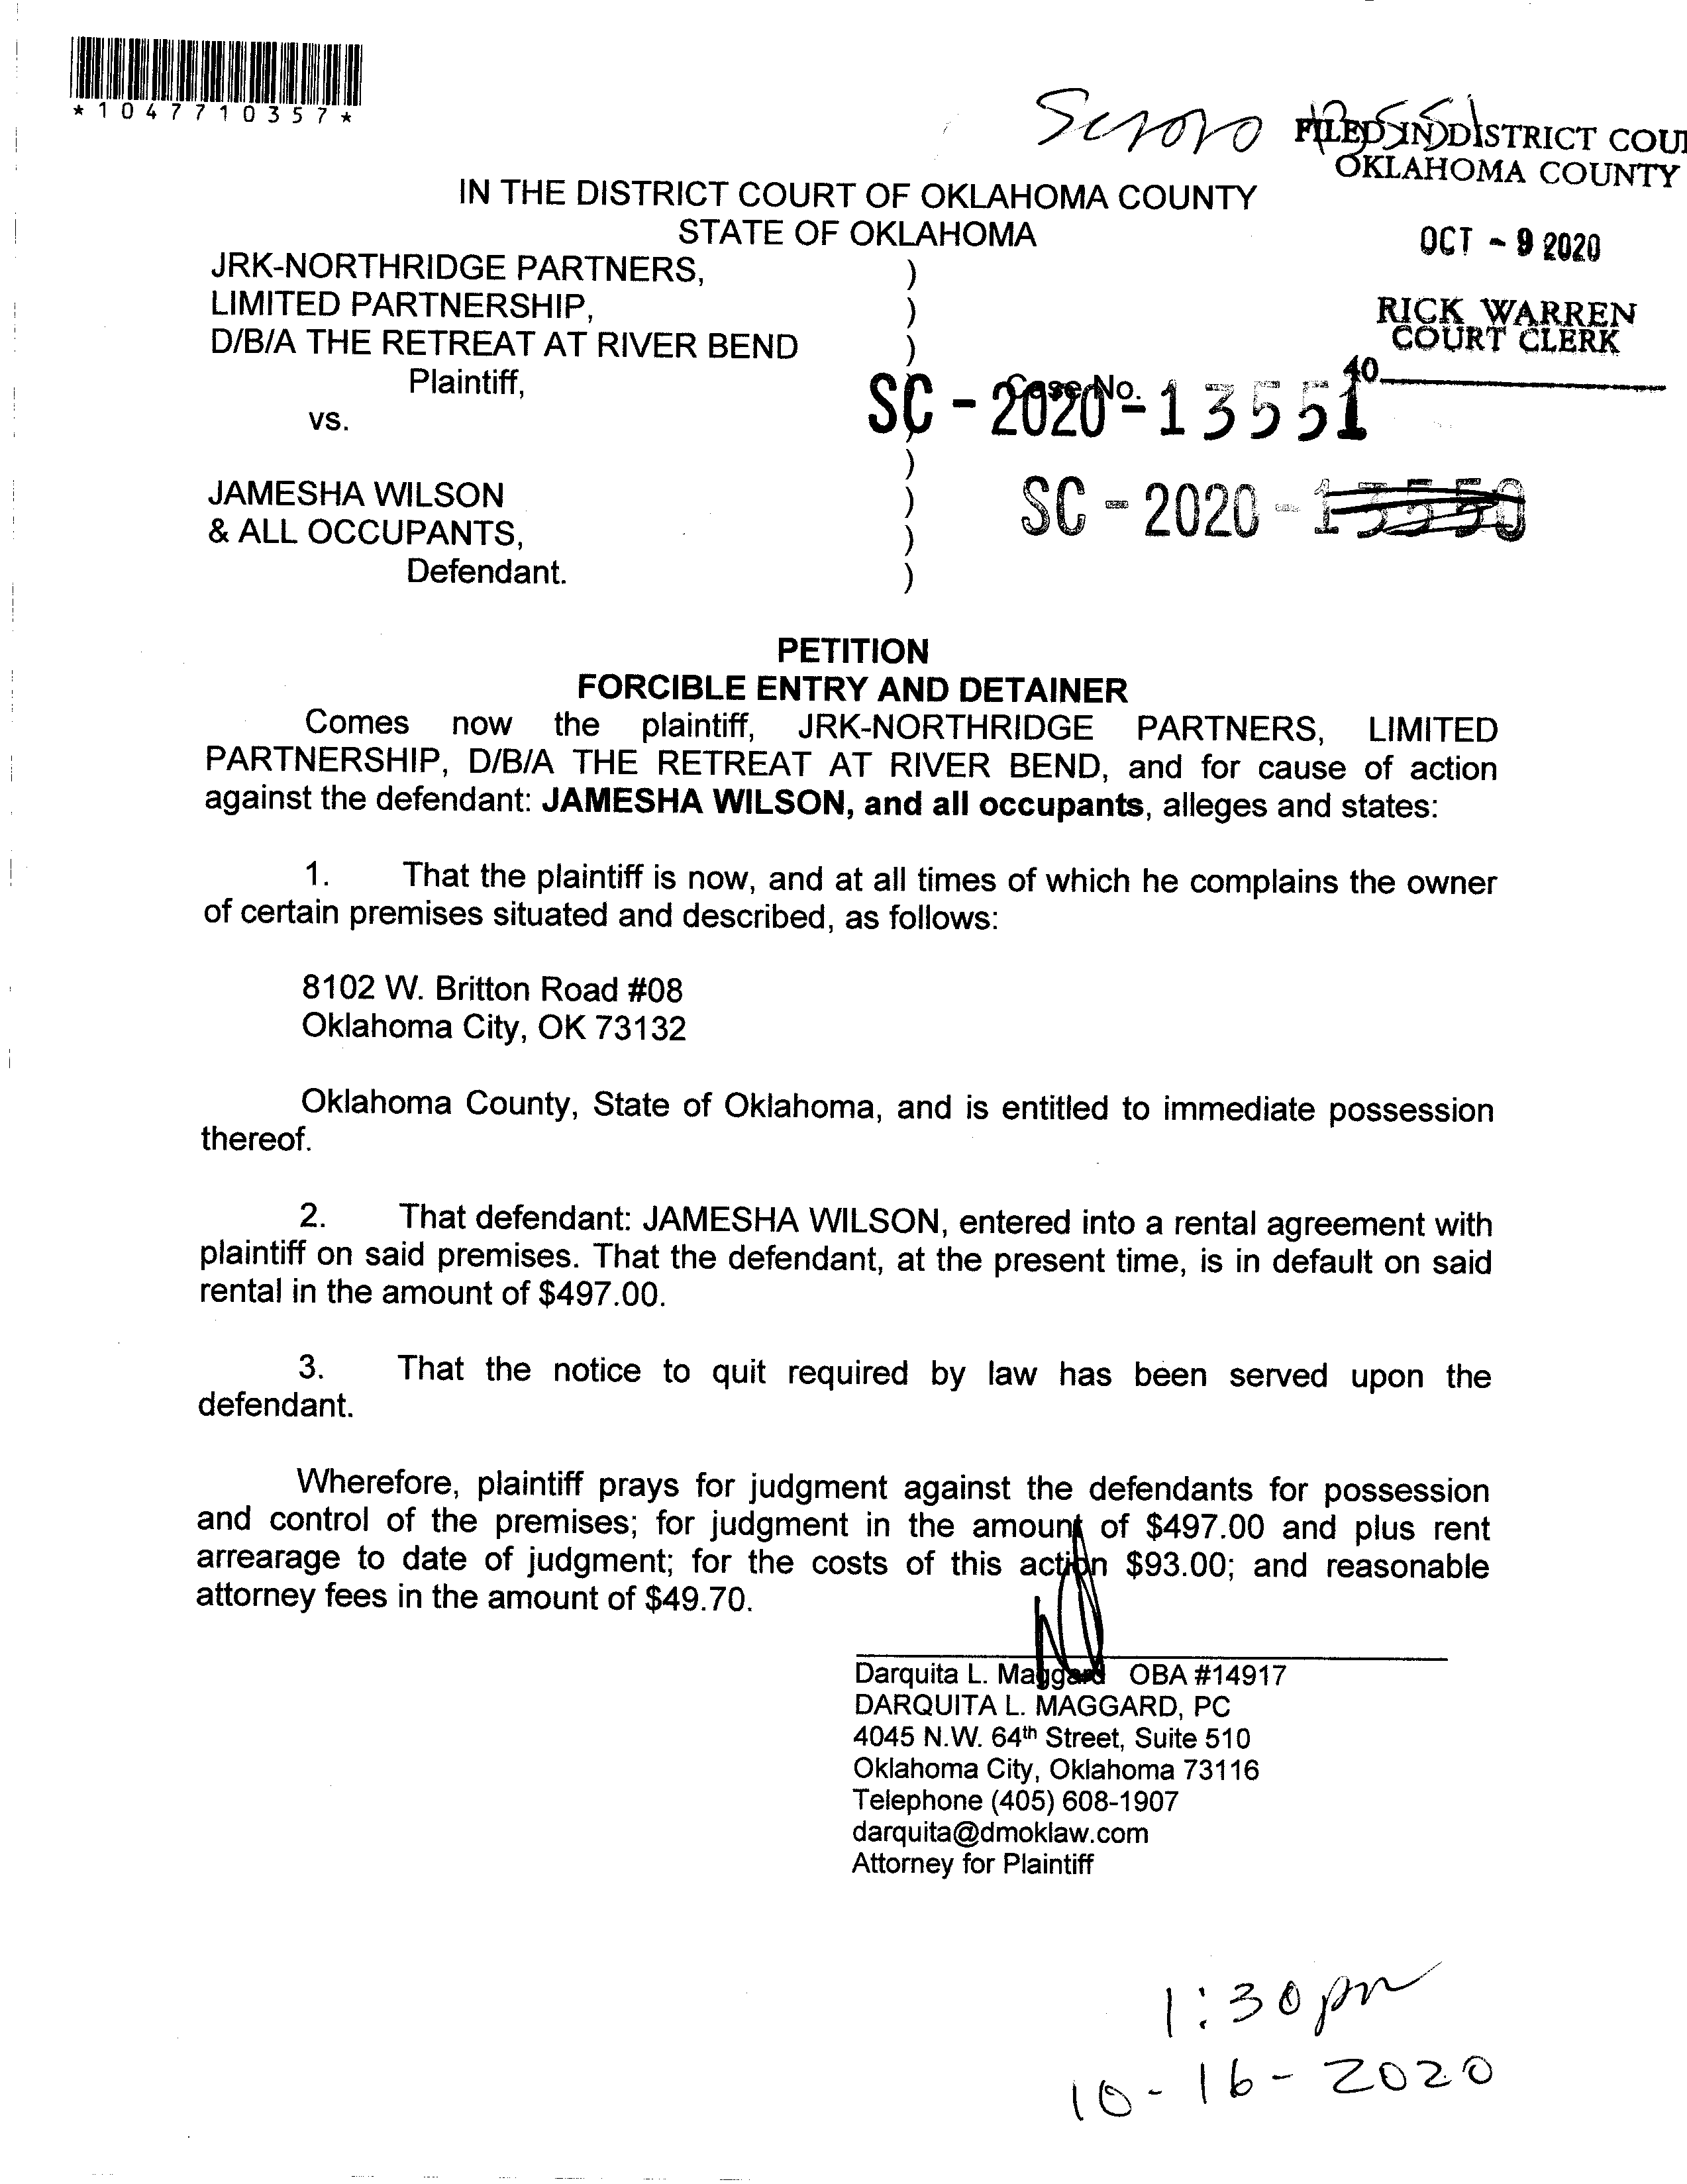 *1047710357*
FILED IN DISTRICT COU
OKLAHOMA COUNTY
IN THE DISTRICT COURT OF OKLAHOMA COUNTY
STATE OF OKLAHOMA
OCT - 9 2020
RICK WARREN
COURT CLERK
40
JRK-NORTHRIDGE PARTNERS, )
LIMITED PARTNERSHIP, )
D/B/A THE RETREAT AT RIVER BEND )
Plaintiff,
Case No.
SC - 2020 - 13551
vs.
)
JAMESHA WILSON )
SC - 2020 - 13550
& ALL OCCUPANTS, )
Defendant. )
PETITION
FORCIBLE ENTRY AND DETAINER
Comes now the plaintiff, JRK-NORTHRIDGE PARTNERS, LIMITED
PARTNERSHIP, D/B/A THE RETREAT AT RIVER BEND, and for cause of action
against the defendant: JAMESHA WILSON, and all occupants, alleges and states:
1. That the plaintiff is now, and at all times of which he complains the owner
of certain premises situated and described, as follows:
8102 W. Britton Road #08
Oklahoma City, OK 73132
Oklahoma County, State of Oklahoma, and is entitled to immediate possession
thereof.
2. That defendant: JAMESHA WILSON, entered into a rental agreement with
plaintiff on said premises. That the defendant, at the present time, is in default on said
rental in the amount of $497.00.
3. That the notice to quit required by law has been served upon the
defendant.
Wherefore, plaintiff prays for judgment against the defendants for possession
and control of the premises; for judgment in the amount of $497.00 and plus rent
arrearage to date of judgment; for the costs of this action $93.00; and reasonable
attorney fees in the amount of $49.70.
Darquita L. Maggard OBA #14917
DARQUITA L. MAGGARD, PC
4045 N.W. 64th Street, Suite 510
Oklahoma City, Oklahoma 73116
Telephone (405) 608-1907
darquita@dmoklaw.com
Attorney for Plaintiff
1:30 pm
10-16-2020